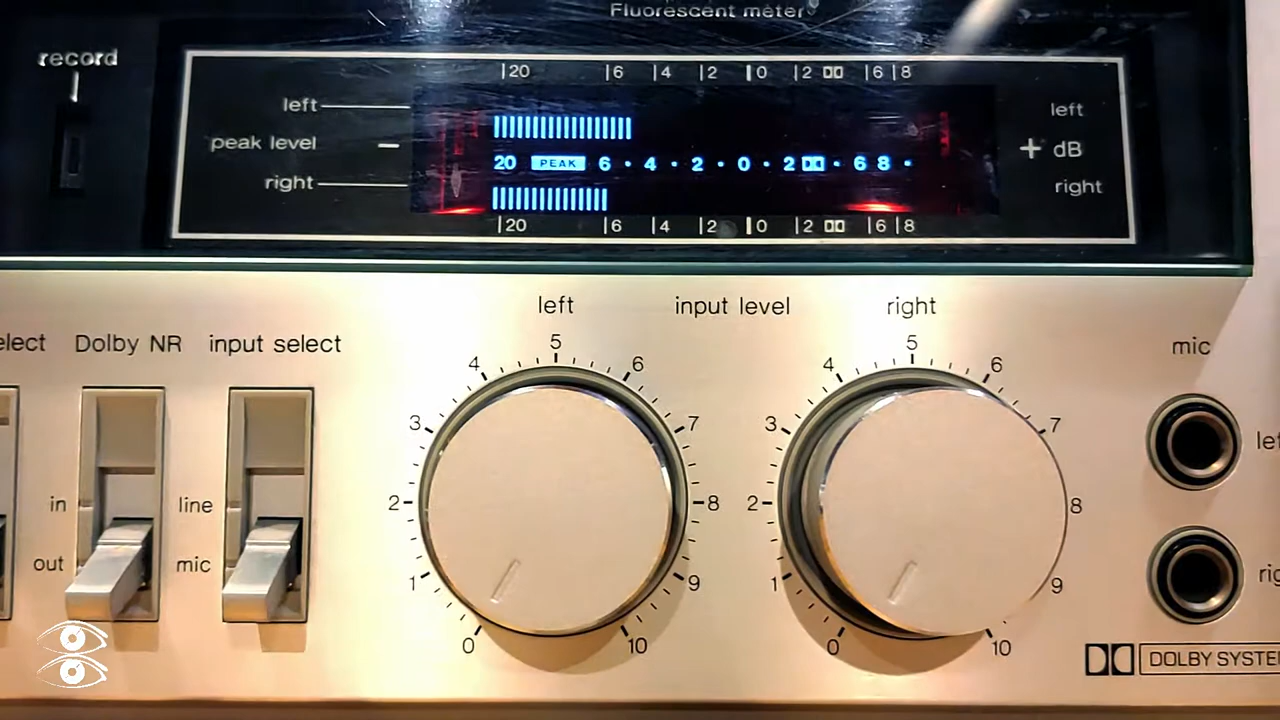 Fluorescent meter
record
20 6 4 2 0 2 6 8
left
peak level -
right
20 PEAK 6 · 4 · 2 · 0 · 2 · 6 8 ·
left
+ dB
right
20 6 4 2 0 2 6 8
left input level right
elect Dolby NR input select
mic
in
out
line
mic
0 1 2 3 4 5 6 7 8 9 10
0 1 2 3 4 5 6 7 8 9 10
lef
rig
DOLBY SYSTE